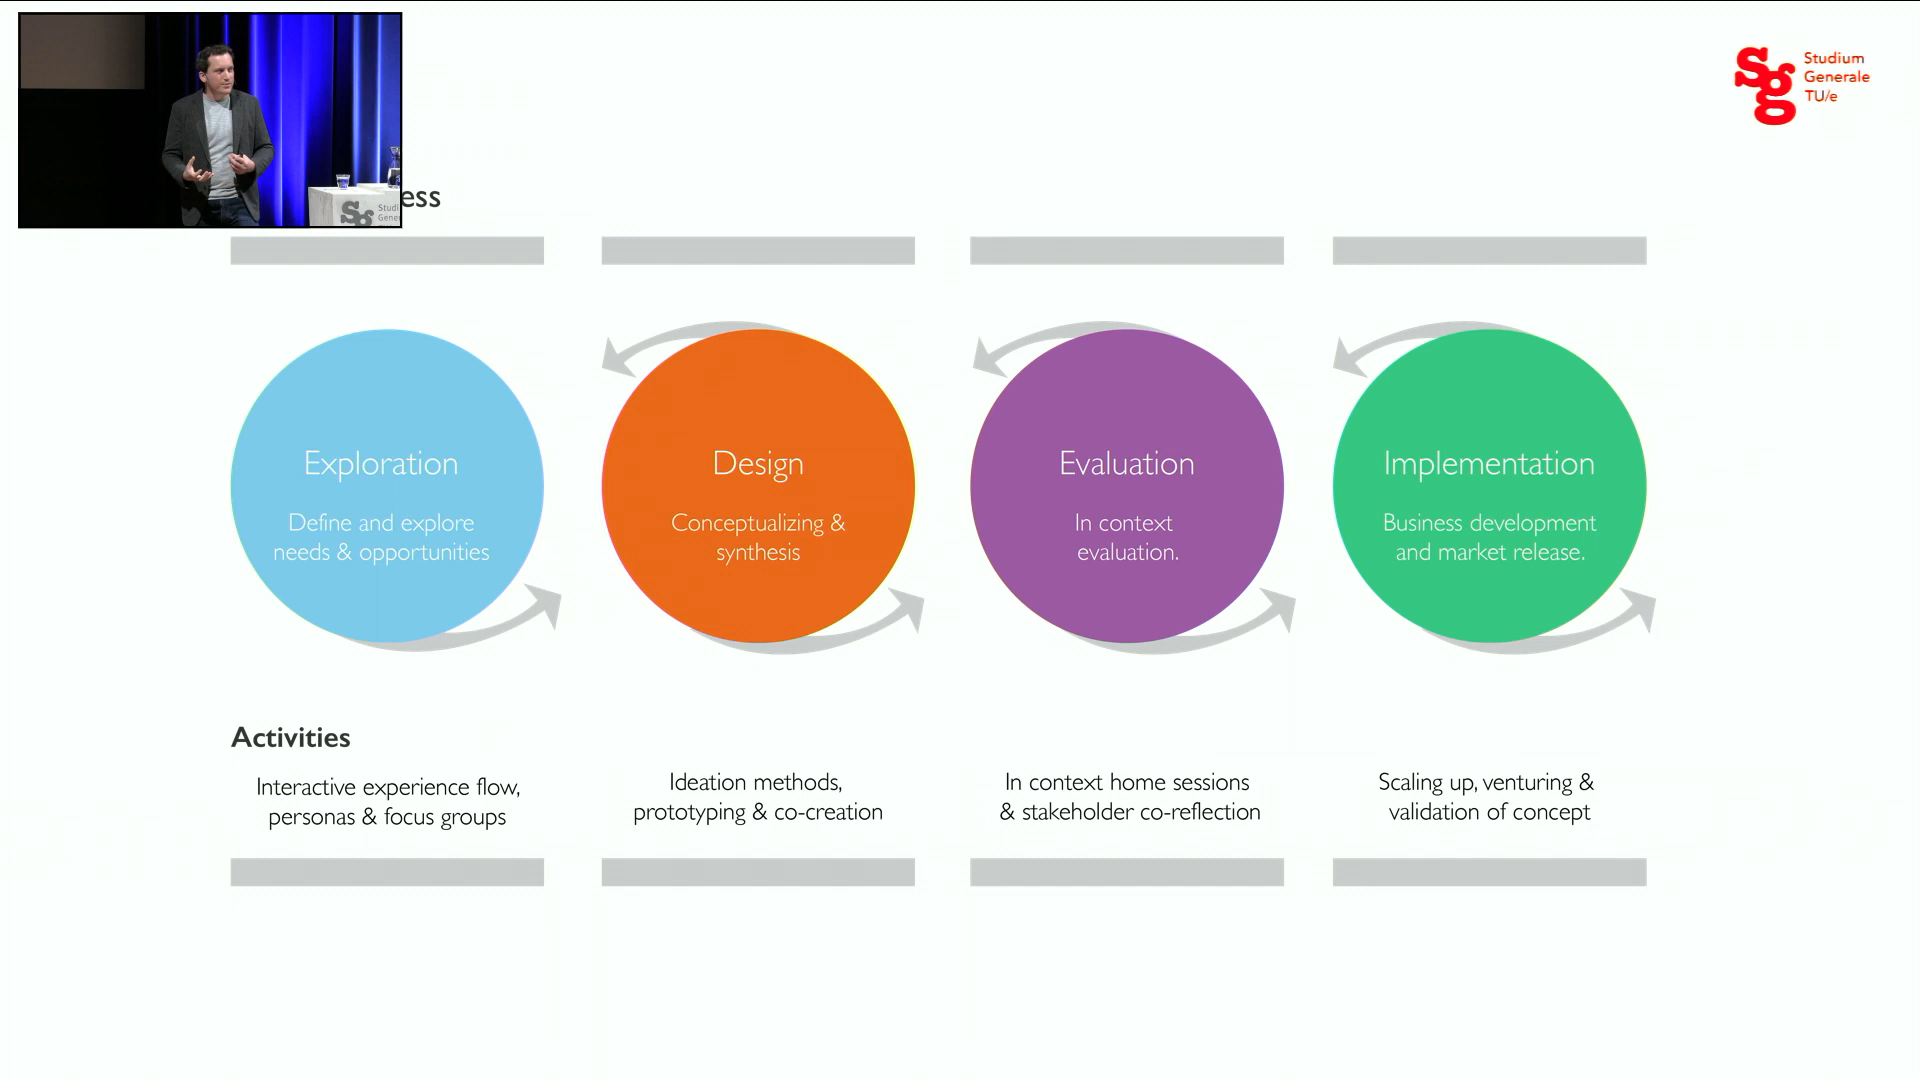 Studium
Generale
TU/e
Sg
ess
Sg
Exploration
Define and explore
needs & opportunities
Design
Conceptualizing &
synthesis
Evaluation
In context
evaluation.
Implementation
Business development
and market release.
Activities
Interactive experience flow,
personas & focus groups
Ideation methods,
prototyping & co-creation
In context home sessions
& stakeholder co-reflection
Scaling up, venturing &
validation of concept